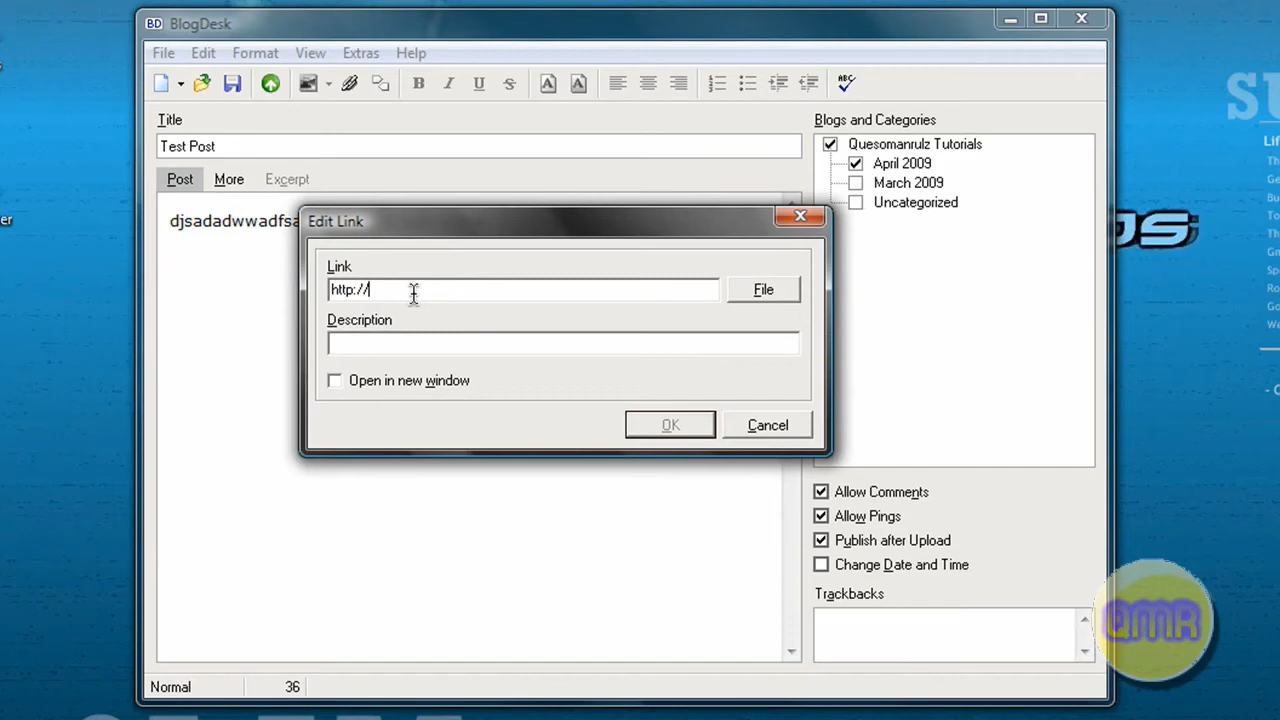 BD BlogDesk
File Edit Format View Extras Help
B I U S A A ABC
Title
Test Post
Post More Excerpt
djsadadwwadfsa
Blogs and Categories
Quesomanrulz Tutorials
April 2009
March 2009
Uncategorized
Edit Link
Link
http://
File
Description
Open in new window
OK Cancel
Allow Comments
Allow Pings
Publish after Upload
Change Date and Time
Trackbacks
Normal 36
QMR